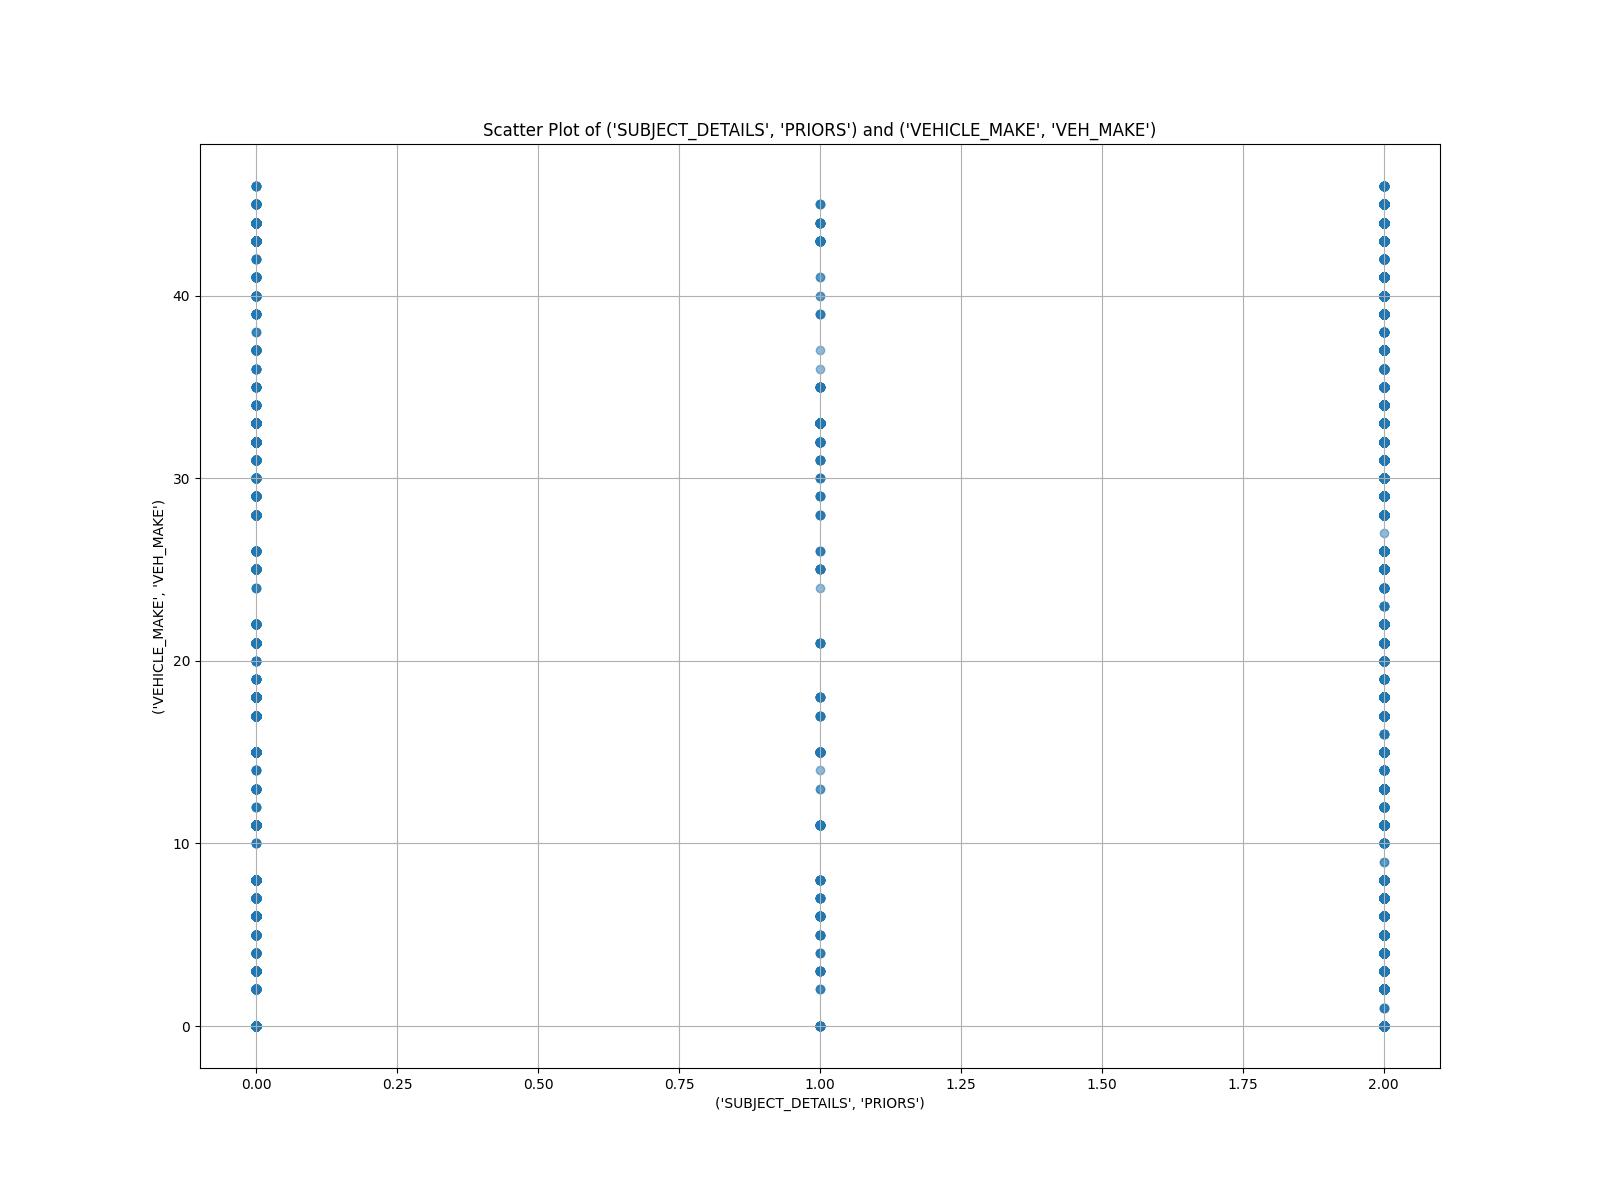 Scatter Plot of ('SUBJECT_DETAILS', 'PRIORS') and ('VEHICLE_MAKE', 'VEH_MAKE')
('VEHICLE_MAKE', 'VEH_MAKE')
40
30
20
10
0
0.00 0.25 0.50 0.75 1.00 1.25 1.50 1.75 2.00
('SUBJECT_DETAILS', 'PRIORS')